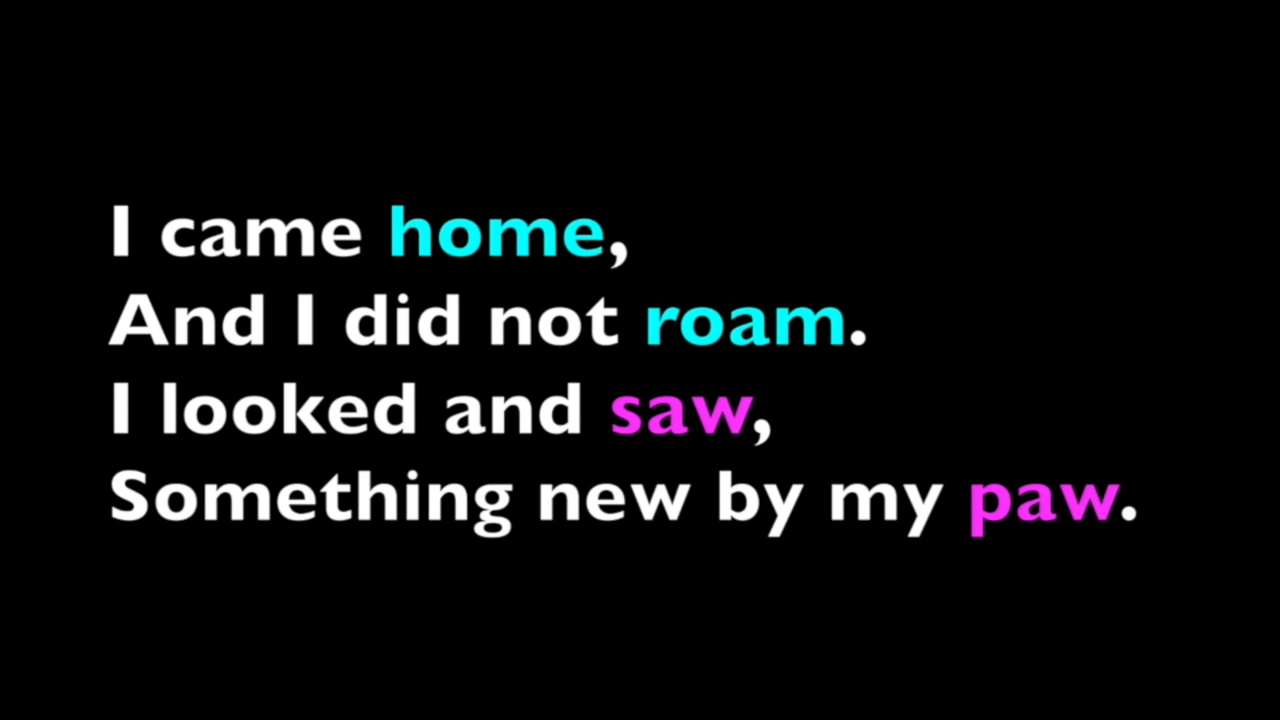 I came home,
And I did not roam.
I looked and saw,
Something new by my paw.